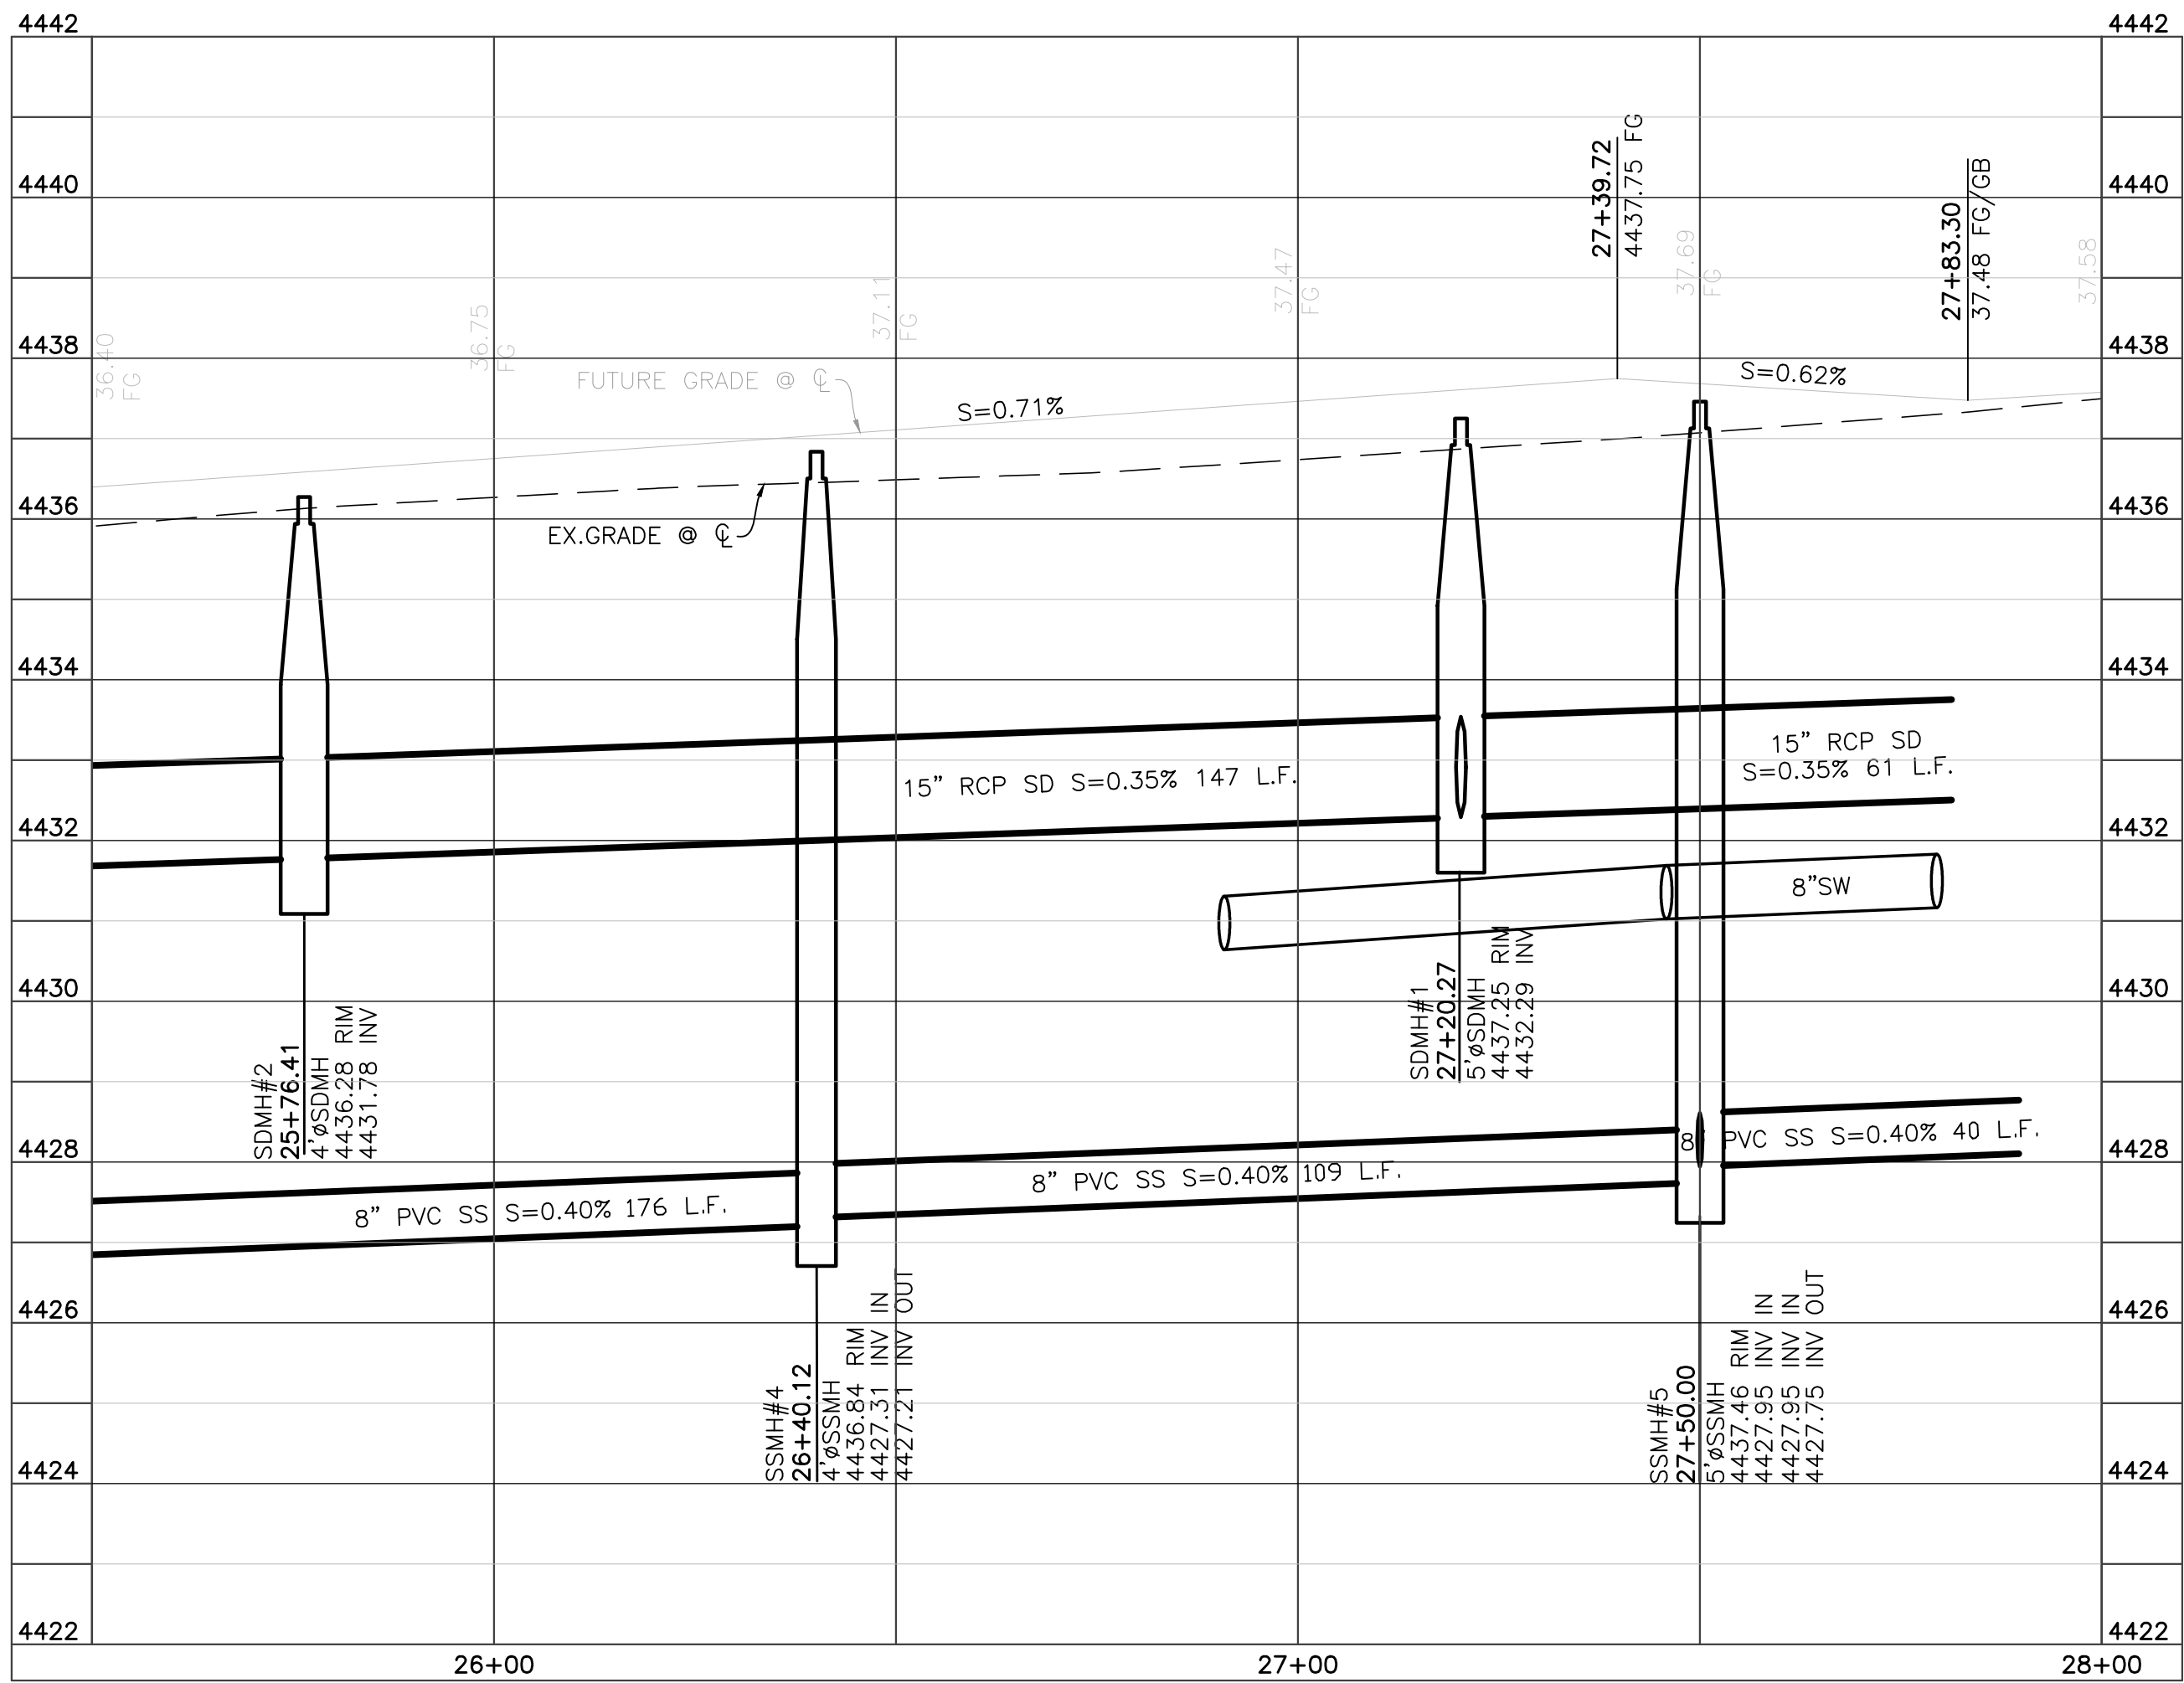 4442
4442
4440
4440
4438
4438
4436
4436
4434
4434
4432
4432
4430
4430
4428
4428
4426
4426
4424
4424
4422
4422
26+00
27+00
28+00
36.40
FG
36.75
FG
37.11
FG
37.47
FG
27+39.72
4437.75 FG
37.69
FG
27+83.30
37.48 FG/GB
37.58
FUTURE GRADE @ ℄
S=0.71%
S=0.62%
EX.GRADE @ ℄
15” RCP SD S=0.35% 147 L.F.
15” RCP SD
S=0.35% 61 L.F.
8”SW
SDMH#2
25+76.41
4'øSDMH
4436.28 RIM
4431.78 INV
SDMH#1
27+20.27
5'øSDMH
4437.25 RIM
4432.29 INV
8” PVC SS S=0.40% 176 L.F.
8” PVC SS S=0.40% 109 L.F.
8” PVC SS S=0.40% 40 L.F.
SSMH#4
26+40.12
4'øSSMH
4436.84 RIM
4427.31 INV IN
4427.21 INV OUT
SSMH#5
27+50.00
5'øSSMH
4437.46 RIM
4427.95 INV IN
4427.95 INV IN
4427.75 INV OUT